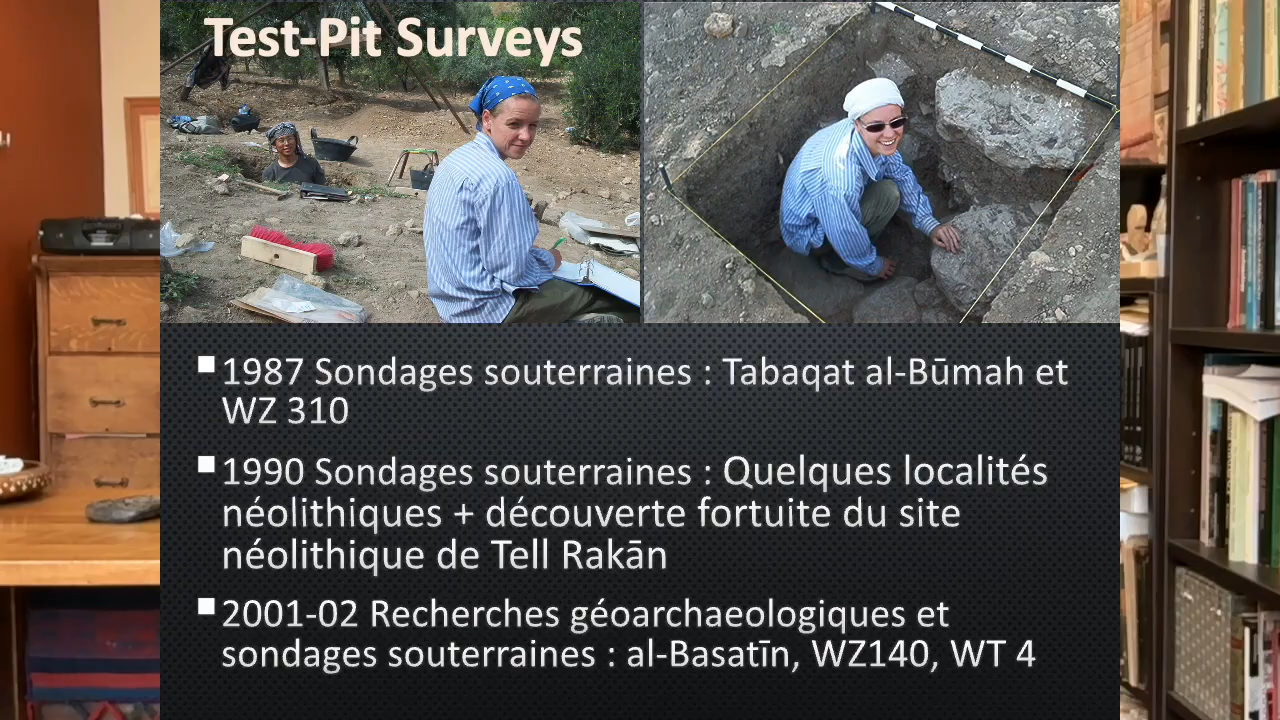 Test-Pit Surveys
1987 Sondages souterraines : Tabaqat al-Būmah et
WZ 310
1990 Sondages souterraines : Quelques localités
néolithiques + découverte fortuite du site
néolithique de Tell Rakān
2001-02 Recherches géoarchaeologiques et
sondages souterraines : al-Basatīn, WZ140, WT 4